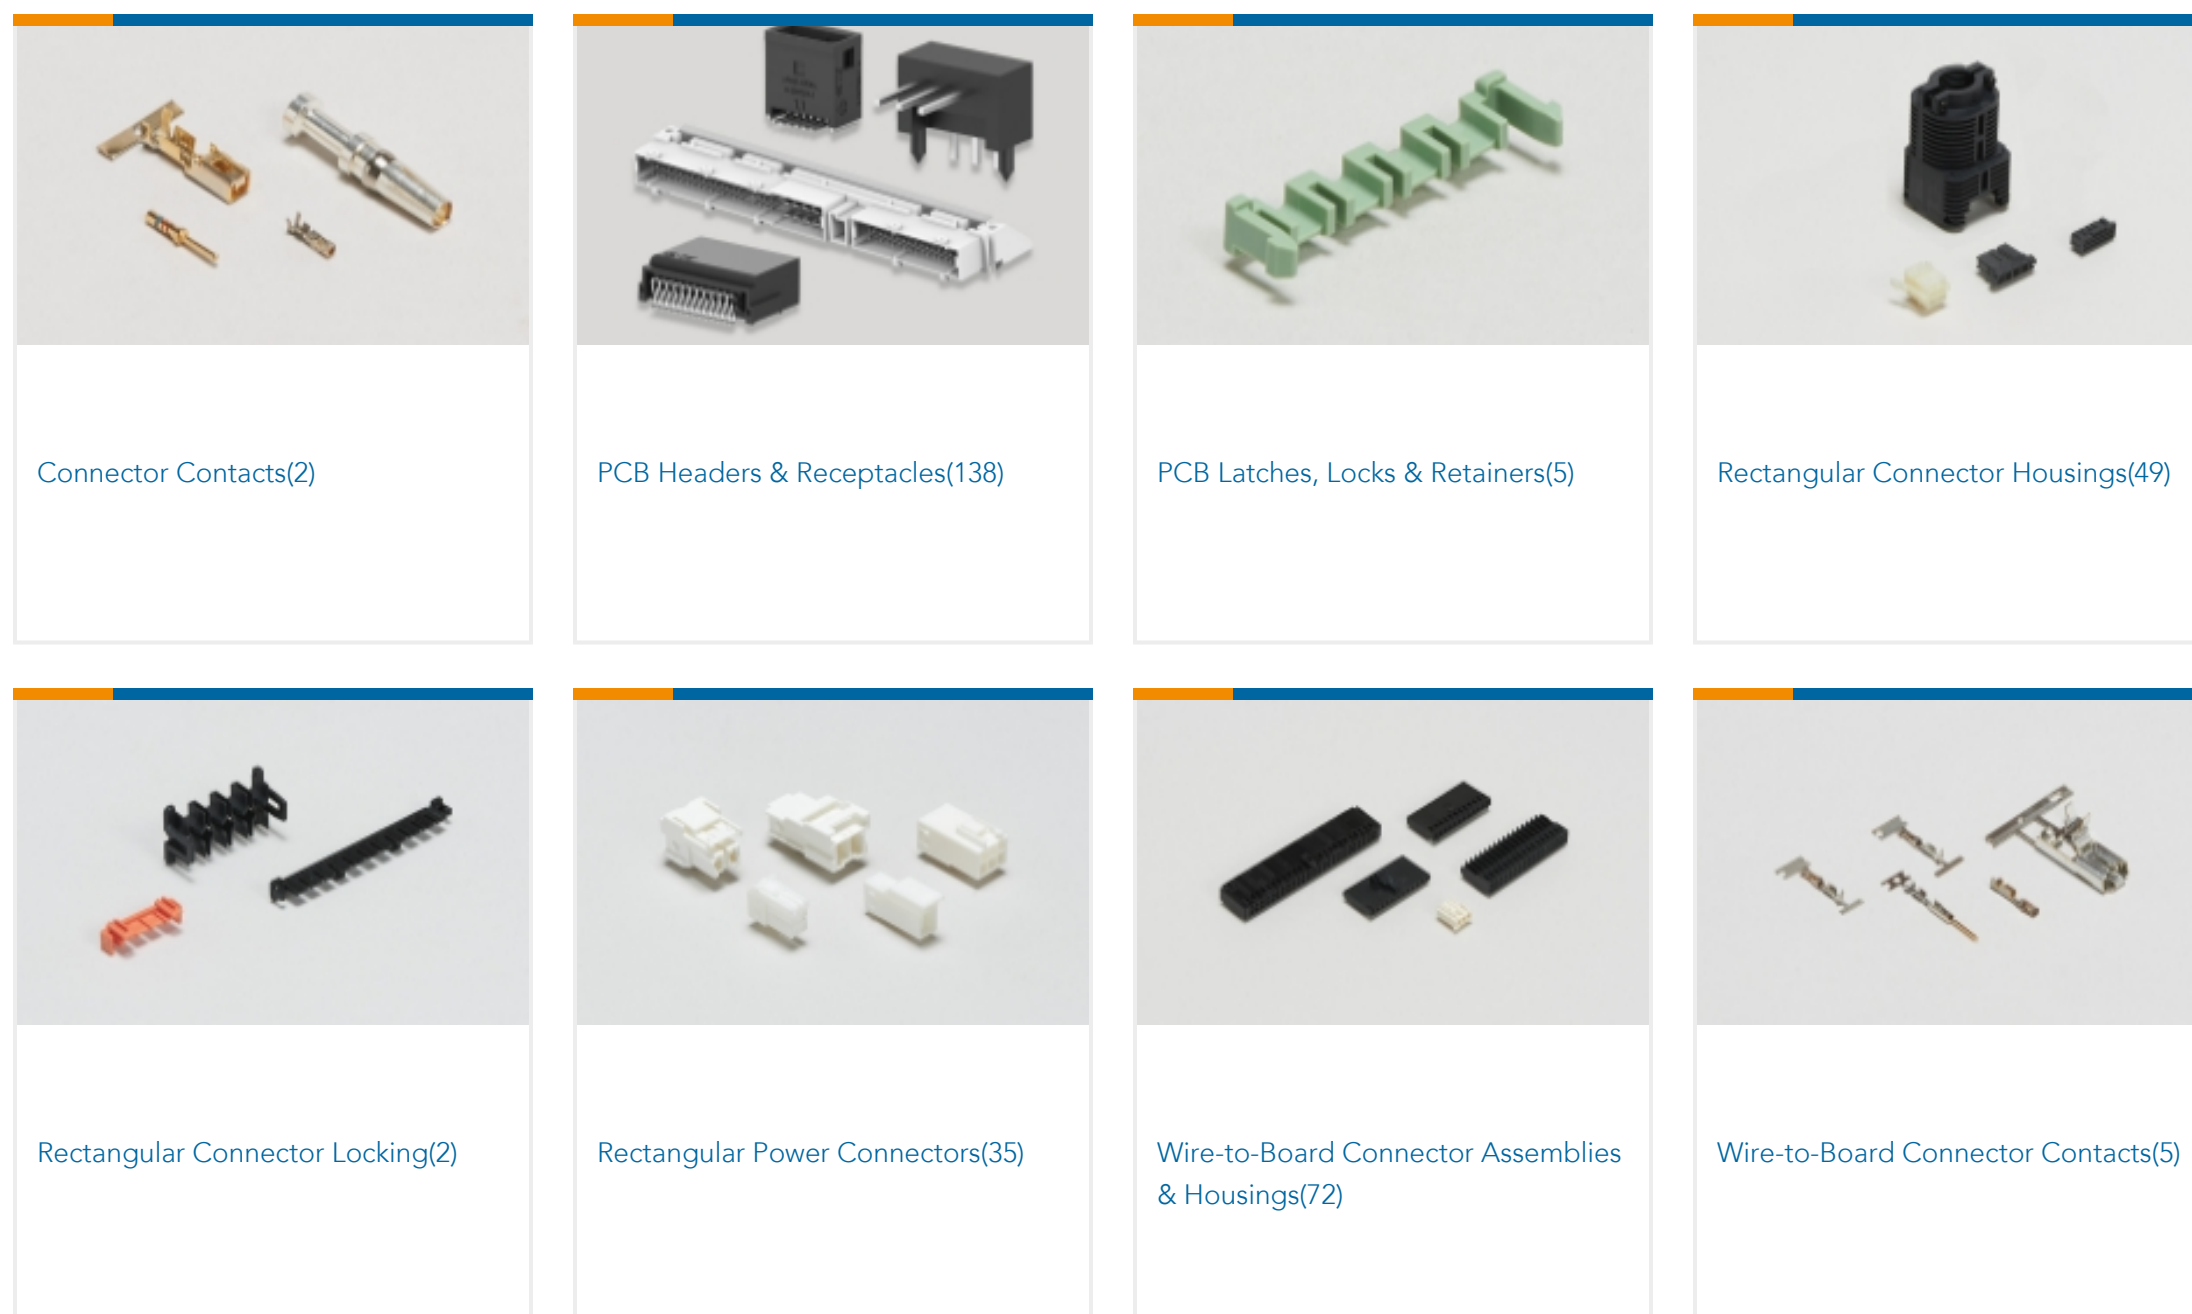 Connector Contacts(2)
PCB Headers & Receptacles(138)
PCB Latches, Locks & Retainers(5)
Rectangular Connector Housings(49)
Rectangular Connector Locking(2)
Rectangular Power Connectors(35)
Wire-to-Board Connector Assemblies
& Housings(72)
Wire-to-Board Connector Contacts(5)